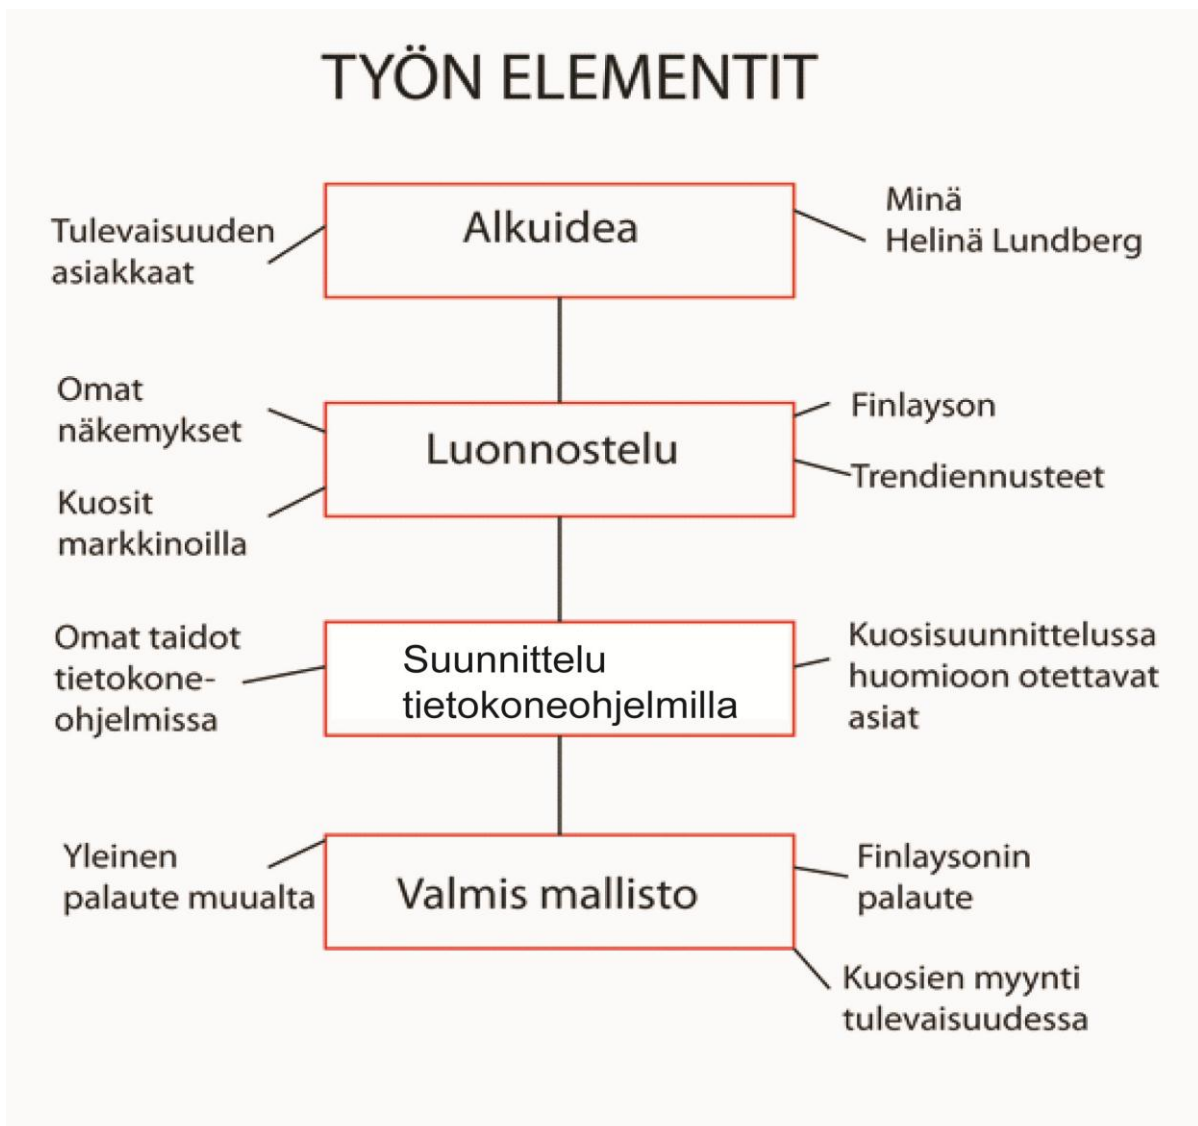 TYÖN ELEMENTIT
Alkuidea
Tulevaisuuden
asiakkaat
Minä
Helinä Lundberg
Luonnostelu
Omat
näkemykset
Kuosit
markkinoilla
Finlayson
Trendiennusteet
Suunnittelu
tietokoneohjelmilla
Omat taidot
tietokone-
ohjelmissa
Kuosisuunnittelussa
huomioon otettavat
asiat
Valmis mallisto
Yleinen
palaute muualta
Finlaysonin
palaute
Kuosien myynti
tulevaisuudessa